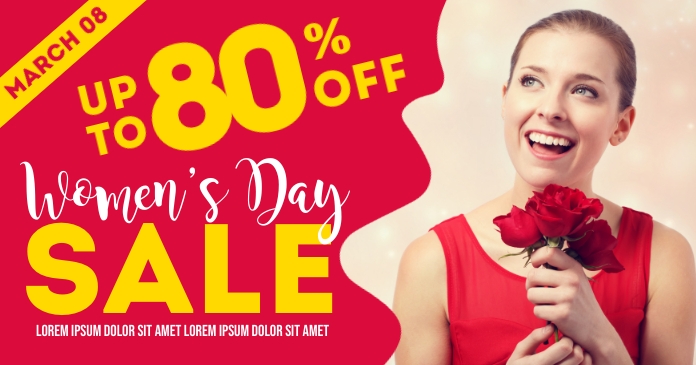 MARCH 08
UP TO 80% OFF
Women's Day
SALE
LOREM IPSUM DOLOR SIT AMET LOREM IPSUM DOLOR SIT AMET